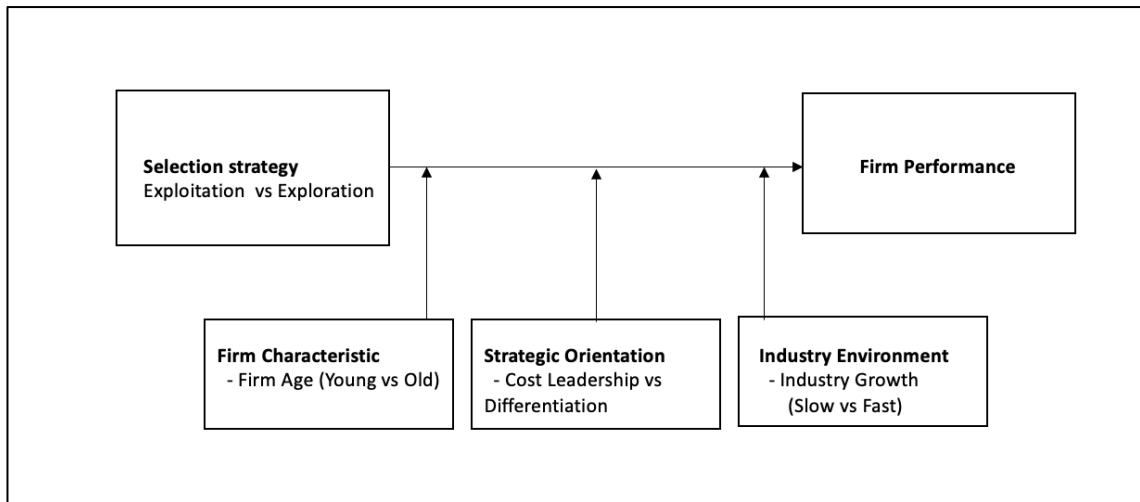 Selection strategy
Exploitation vs Exploration
Firm Performance
Firm Characteristic
- Firm Age (Young vs Old)
Strategic Orientation
- Cost Leadership vs
Differentiation
Industry Environment
- Industry Growth
(Slow vs Fast)